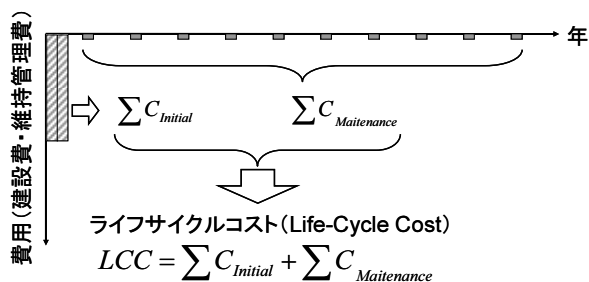 年
費用(建設費・維持管理費)
∑C_Initial
∑C_Maitenance
ライフサイクルコスト(Life-Cycle Cost)
LCC = ∑C_Initial + ∑C_Maitenance